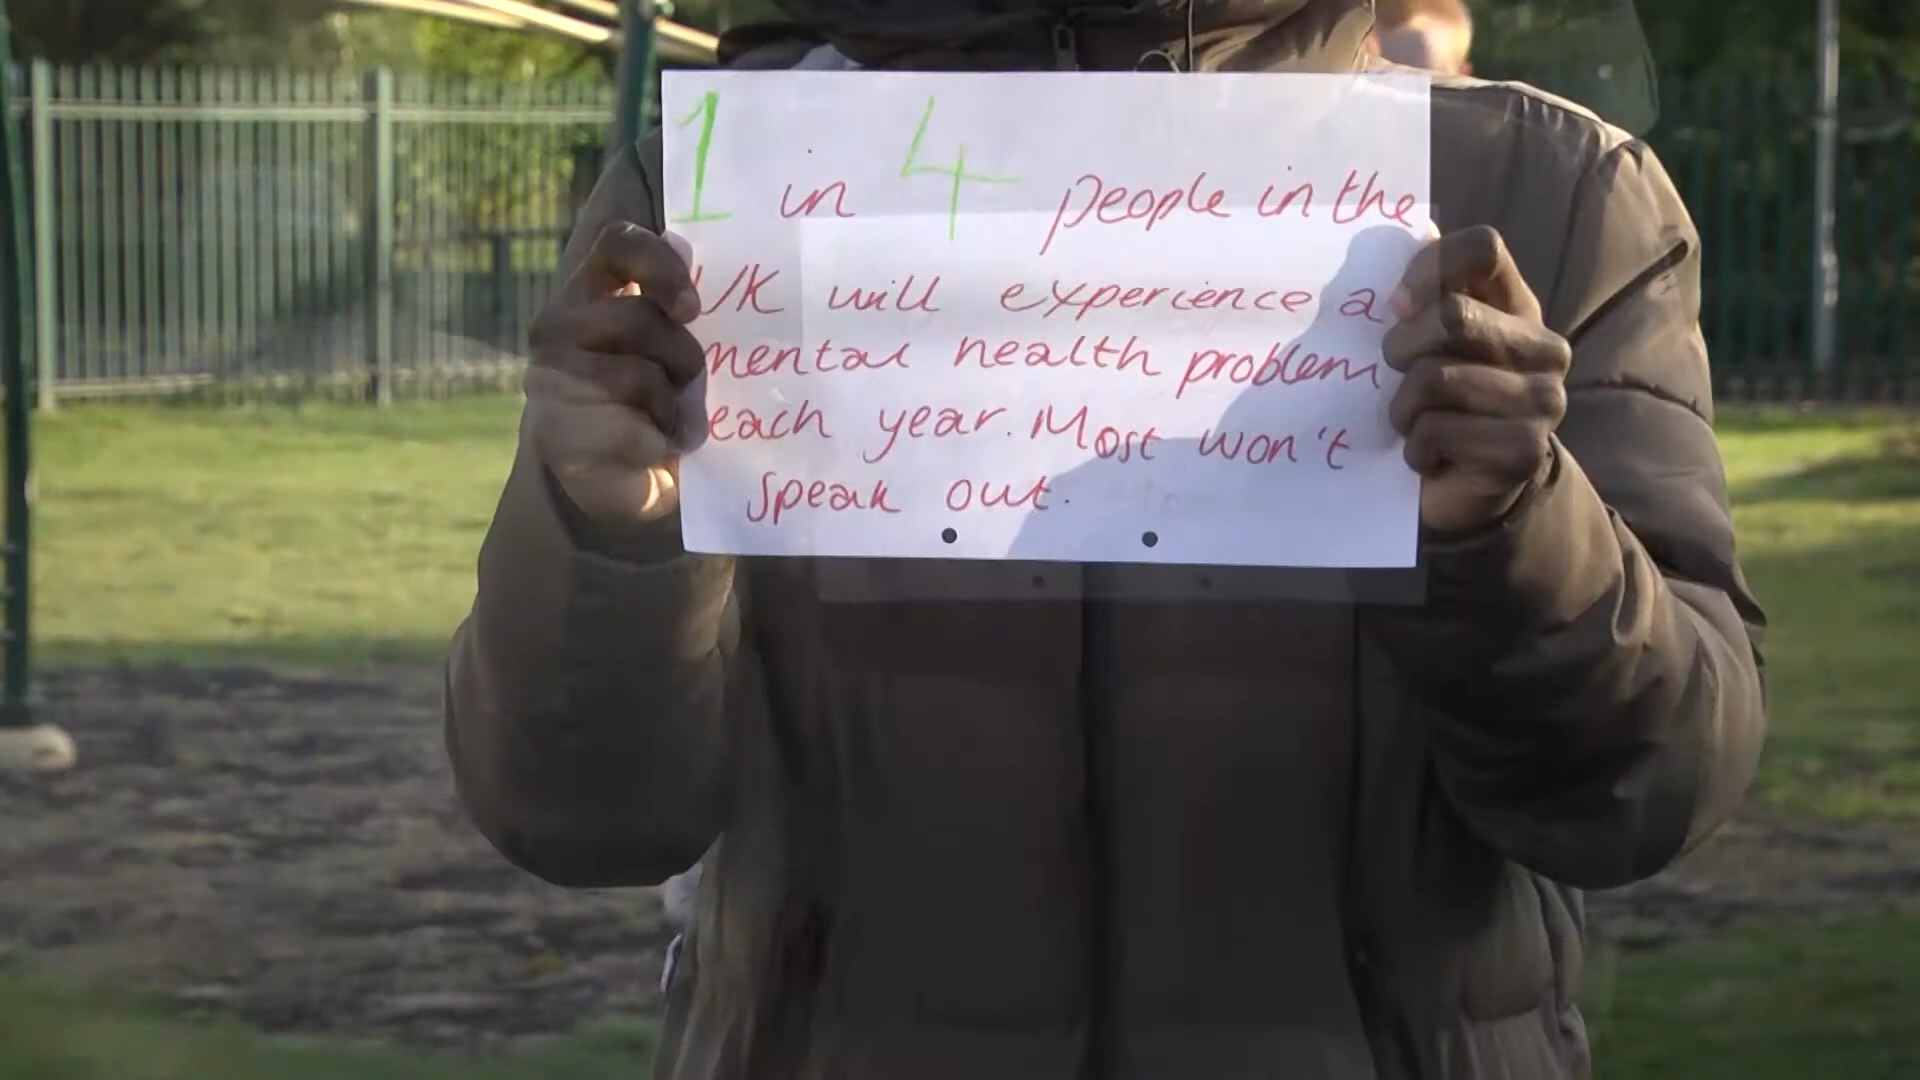 1 in 4 people in the
UK will experience a
mental health problem
each year. Most won't
speak out.